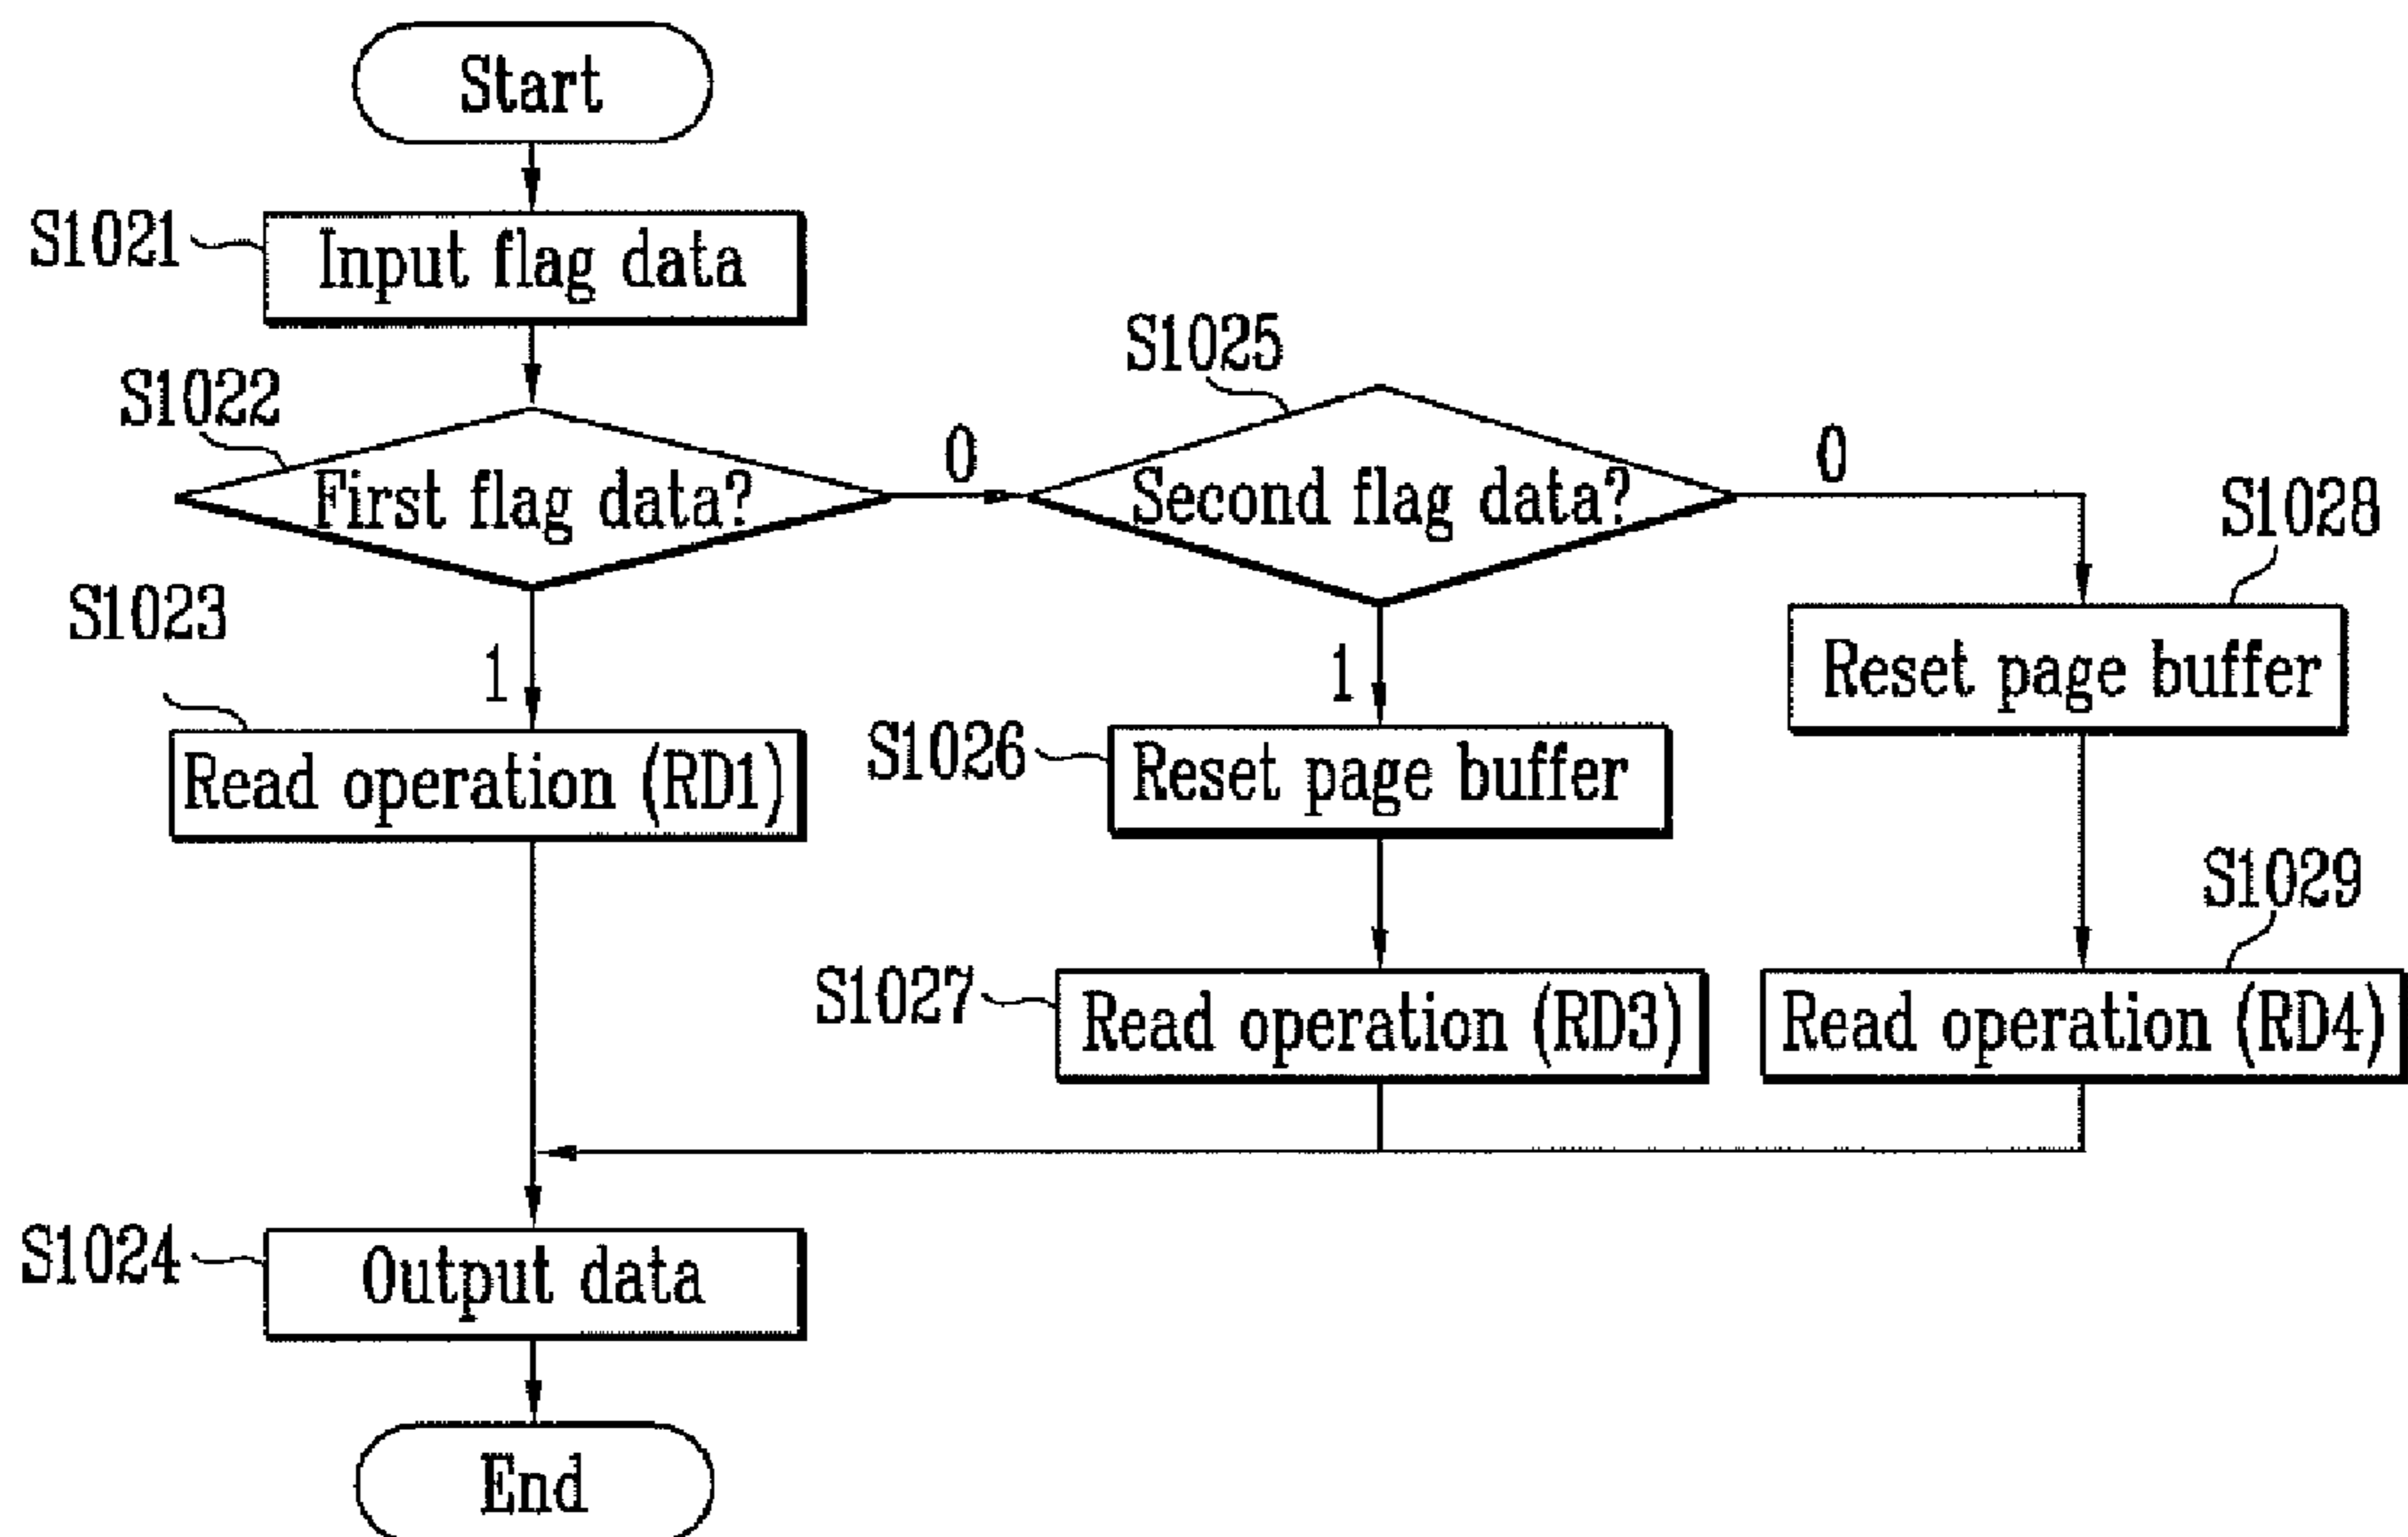 Start
S1021
Input flag data
S1022
First flag data?
0
S1025
Second flag data?
0
S1028
Reset page buffer
S1023
1
Read operation (RD1)
1
S1026
Reset page buffer
S1027
Read operation (RD3)
S1029
Read operation (RD4)
S1024
Output data
End